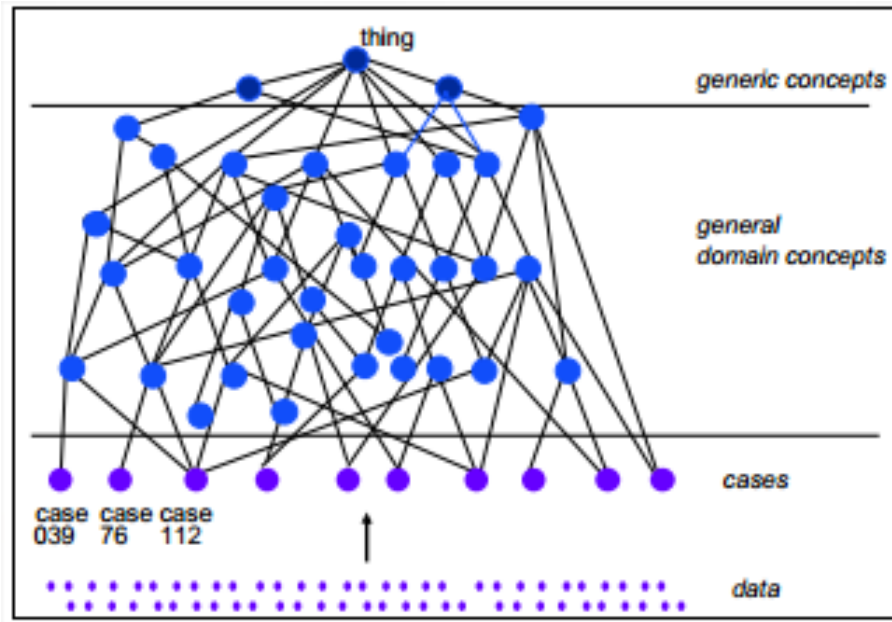 thing
generic concepts
general
domain concepts
cases
case case case
039 76 112
data